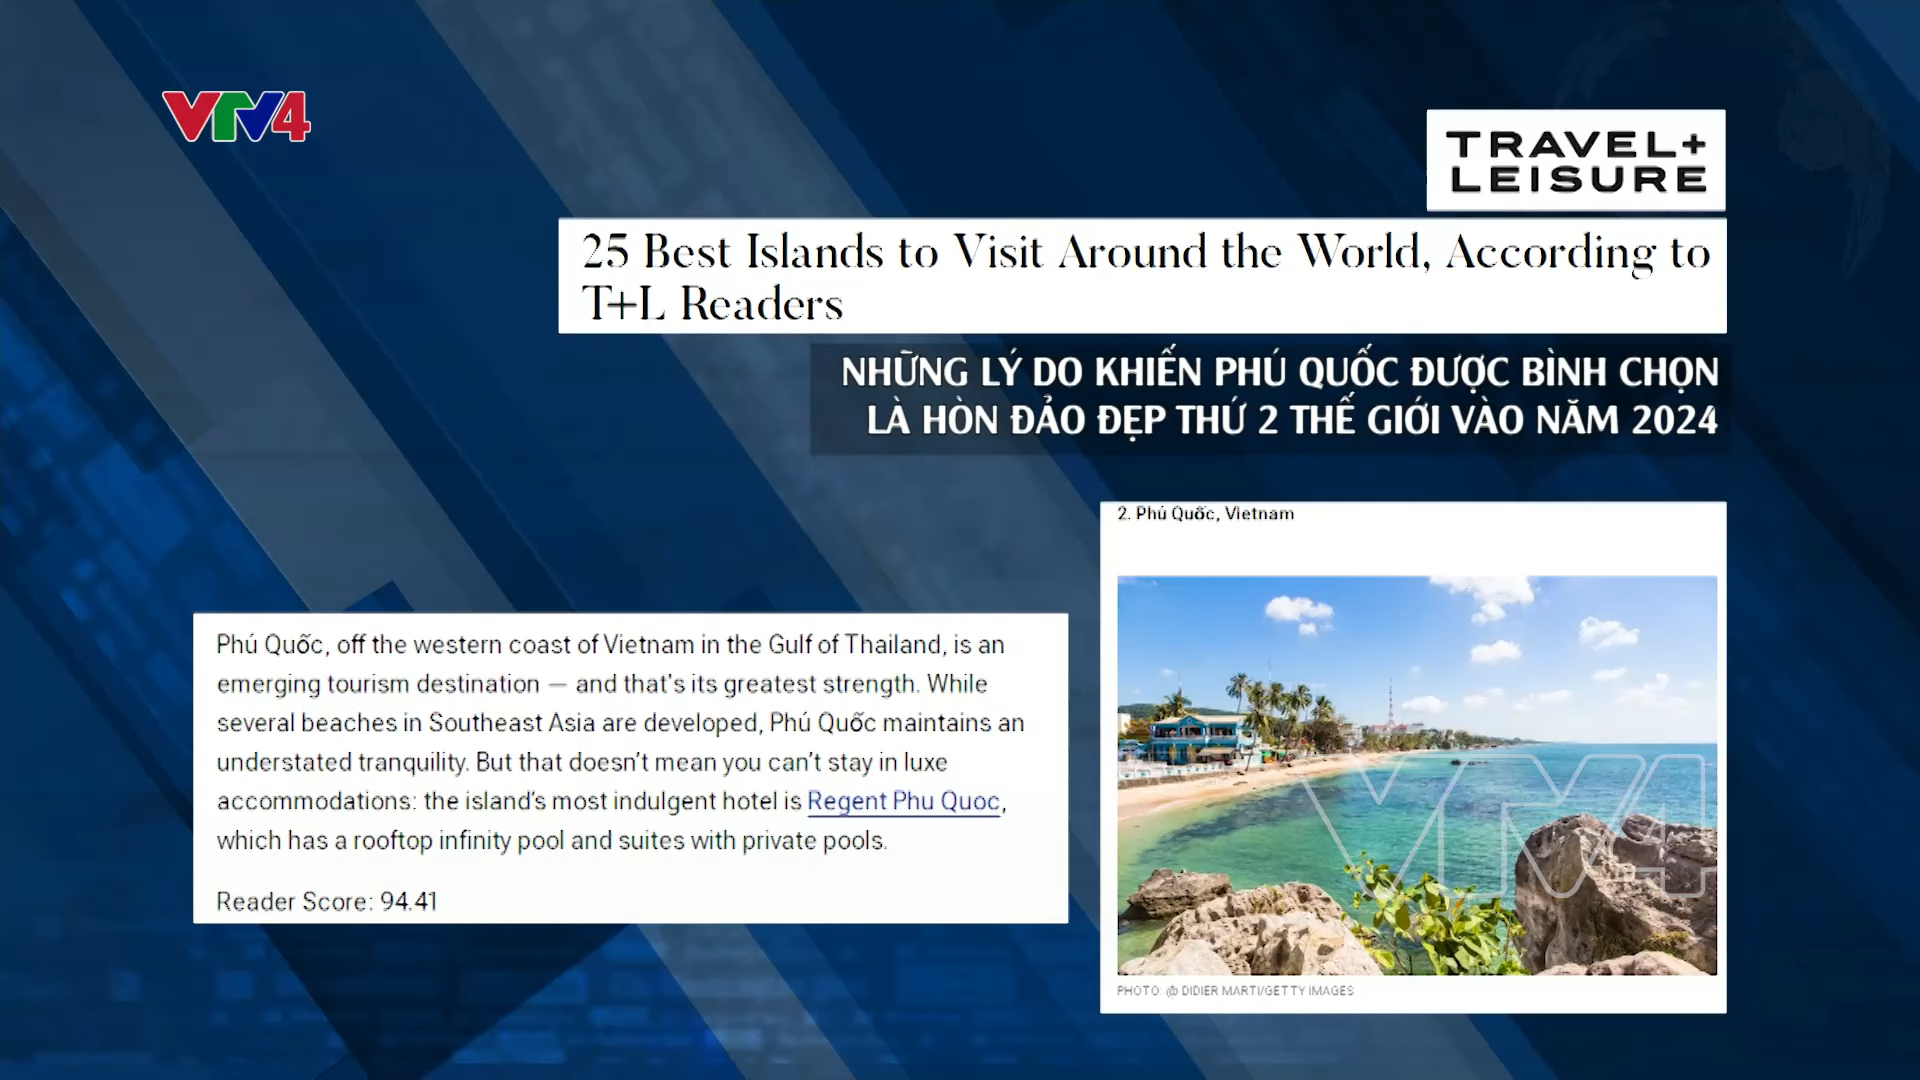 VTV4
TRAVEL+
LEISURE
25 Best Islands to Visit Around the World, According to
T+L Readers
NHỮNG LÝ DO KHIẾN PHÚ QUỐC ĐƯỢC BÌNH CHỌN
LÀ HÒN ĐẢO ĐẸP THỨ 2 THẾ GIỚI VÀO NĂM 2024
2. Phú Quốc, Vietnam
Phú Quốc, off the western coast of Vietnam in the Gulf of Thailand, is an
emerging tourism destination — and that's its greatest strength. While
several beaches in Southeast Asia are developed, Phú Quốc maintains an
understated tranquility. But that doesn't mean you can't stay in luxe
accommodations: the island's most indulgent hotel is Regent Phu Quoc,
which has a rooftop infinity pool and suites with private pools.
Reader Score: 94.41
VTV4
PHOTO: @ DIDIER MARTI/GETTY IMAGES